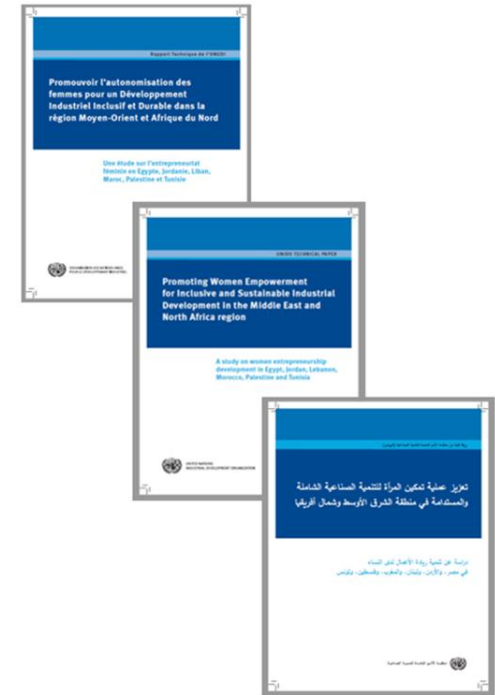 Rapport Technique de l'ONUDI
Promouvoir l'autonomisation des
femmes pour un Développement
Industriel Inclusif et Durable dans la
région Moyen-Orient et Afrique du Nord
Une étude sur l'entrepreneuriat
féminin en Egypte, Jordanie, Liban,
Maroc, Palestine et Tunisie
UNIDO TECHNICAL PAPER
Promoting Women Empowerment
for Inclusive and Sustainable Industrial
Development in the Middle East and
North Africa region
A study on women entrepreneurship
development in Egypt, Jordan, Lebanon,
Morocco, Palestine and Tunisia
UNITED NATIONS
INDUSTRIAL DEVELOPMENT ORGANIZATION
تعزيز عملية تمكين المرأة للتنمية الصناعية الشاملة
والمستدامة في منطقة الشرق الأوسط وشمال أفريقيا
دراسة عن تنمية ريادة الأعمال لدى النساء
في مصر، والأردن، ولبنان، والمغرب، وفلسطين، وتونس
منظمة الأمم المتحدة للتنمية الصناعية